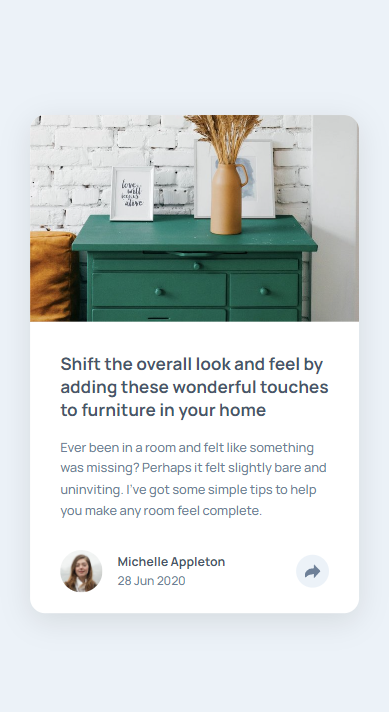 love
will
keep us
alive
Shift the overall look and feel by
adding these wonderful touches
to furniture in your home
Ever been in a room and felt like something
was missing? Perhaps it felt slightly bare and
uninviting. I've got some simple tips to help
you make any room feel complete.
Michelle Appleton
28 Jun 2020